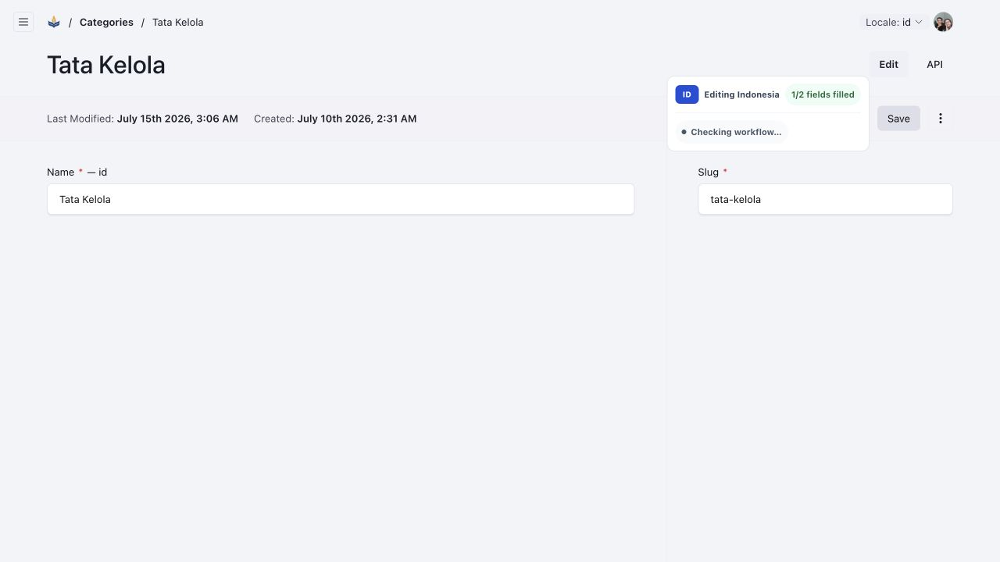 / Categories / Tata Kelola
Locale: id
Tata Kelola
Edit
API
ID Editing Indonesia 1/2 fields filled
Checking workflow...
Last Modified: July 15th 2026, 3:06 AM Created: July 10th 2026, 2:31 AM
Save
Name * — id
Tata Kelola
Slug *
tata-kelola